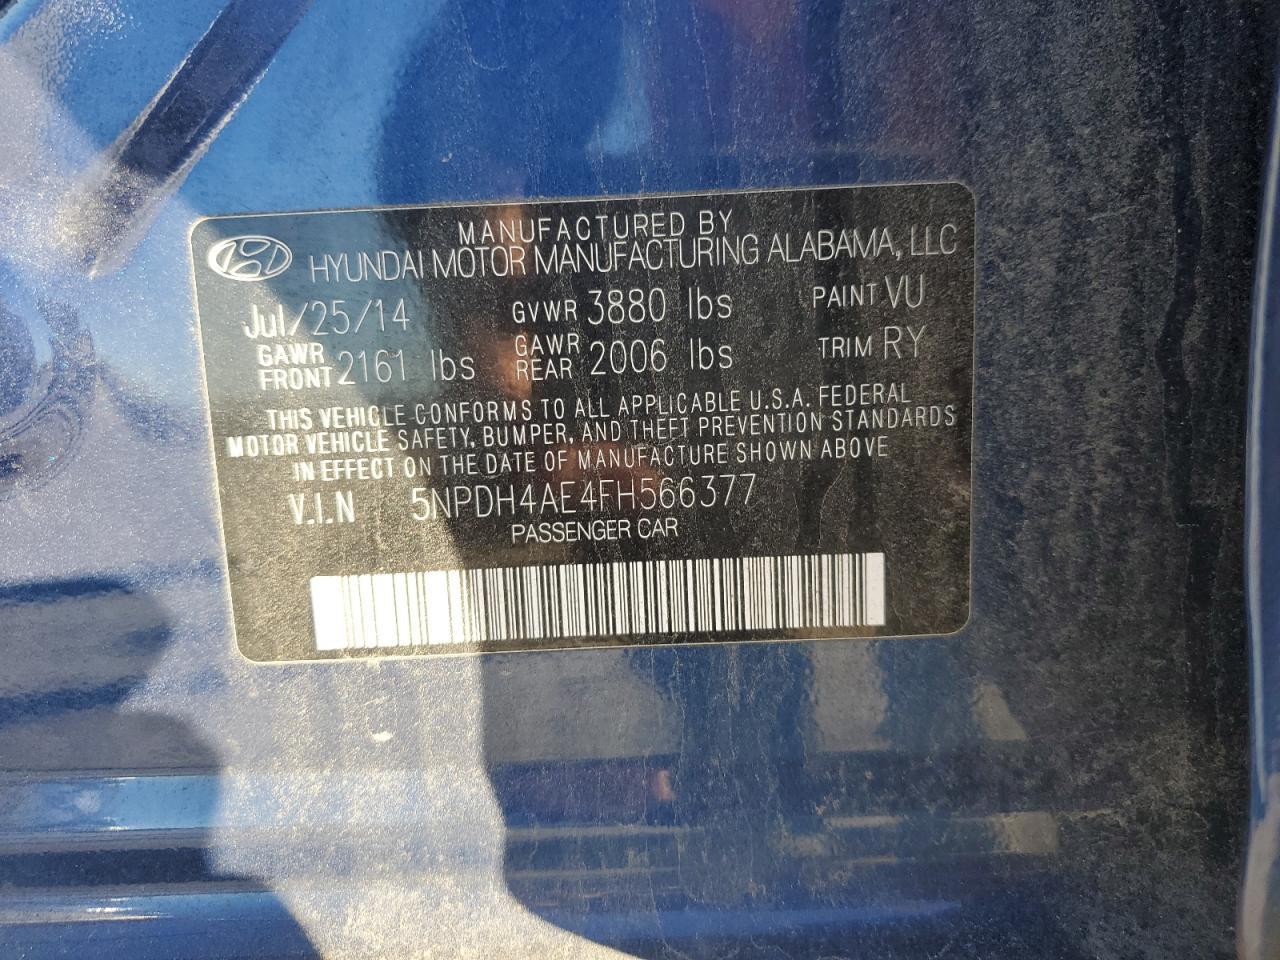 MANUFACTURED BY
HYUNDAI MOTOR MANUFACTURING ALABAMA, LLC
Jul/25/14 GVWR 3880 lbs PAINT VU
GAWR FRONT 2161 lbs GAWR REAR 2006 lbs TRIM RY
THIS VEHICLE CONFORMS TO ALL APPLICABLE U.S.A. FEDERAL
MOTOR VEHICLE SAFETY, BUMPER, AND THEFT PREVENTION STANDARDS
IN EFFECT ON THE DATE OF MANUFACTURE SHOWN ABOVE
V.I.N 5NPDH4AE4FH566377
PASSENGER CAR